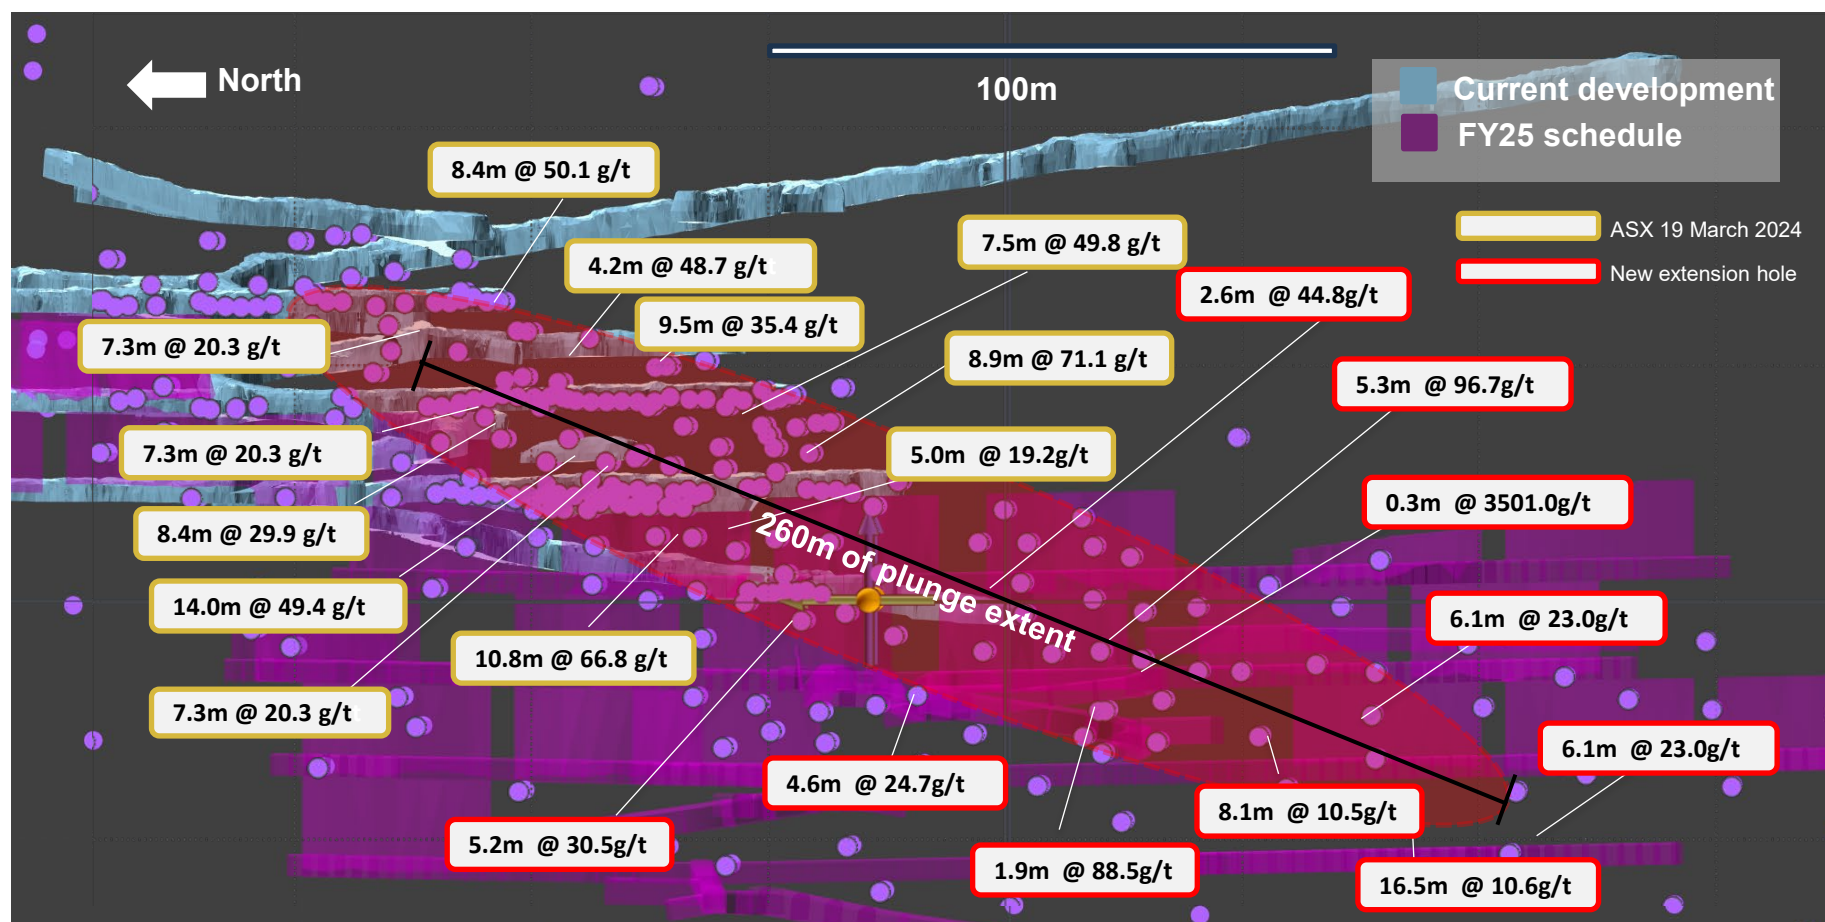 North
100m
Current development
FY25 schedule
ASX 19 March 2024
New extension hole
8.4m @ 50.1 g/t
4.2m @ 48.7 g/t
7.5m @ 49.8 g/t
2.6m @ 44.8g/t
9.5m @ 35.4 g/t
7.3m @ 20.3 g/t
8.9m @ 71.1 g/t
5.3m @ 96.7g/t
7.3m @ 20.3 g/t
5.0m @ 19.2g/t
0.3m @ 3501.0g/t
8.4m @ 29.9 g/t
260m of plunge extent
14.0m @ 49.4 g/t
6.1m @ 23.0g/t
10.8m @ 66.8 g/t
7.3m @ 20.3 g/t
6.1m @ 23.0g/t
4.6m @ 24.7g/t
8.1m @ 10.5g/t
5.2m @ 30.5g/t
1.9m @ 88.5g/t
16.5m @ 10.6g/t